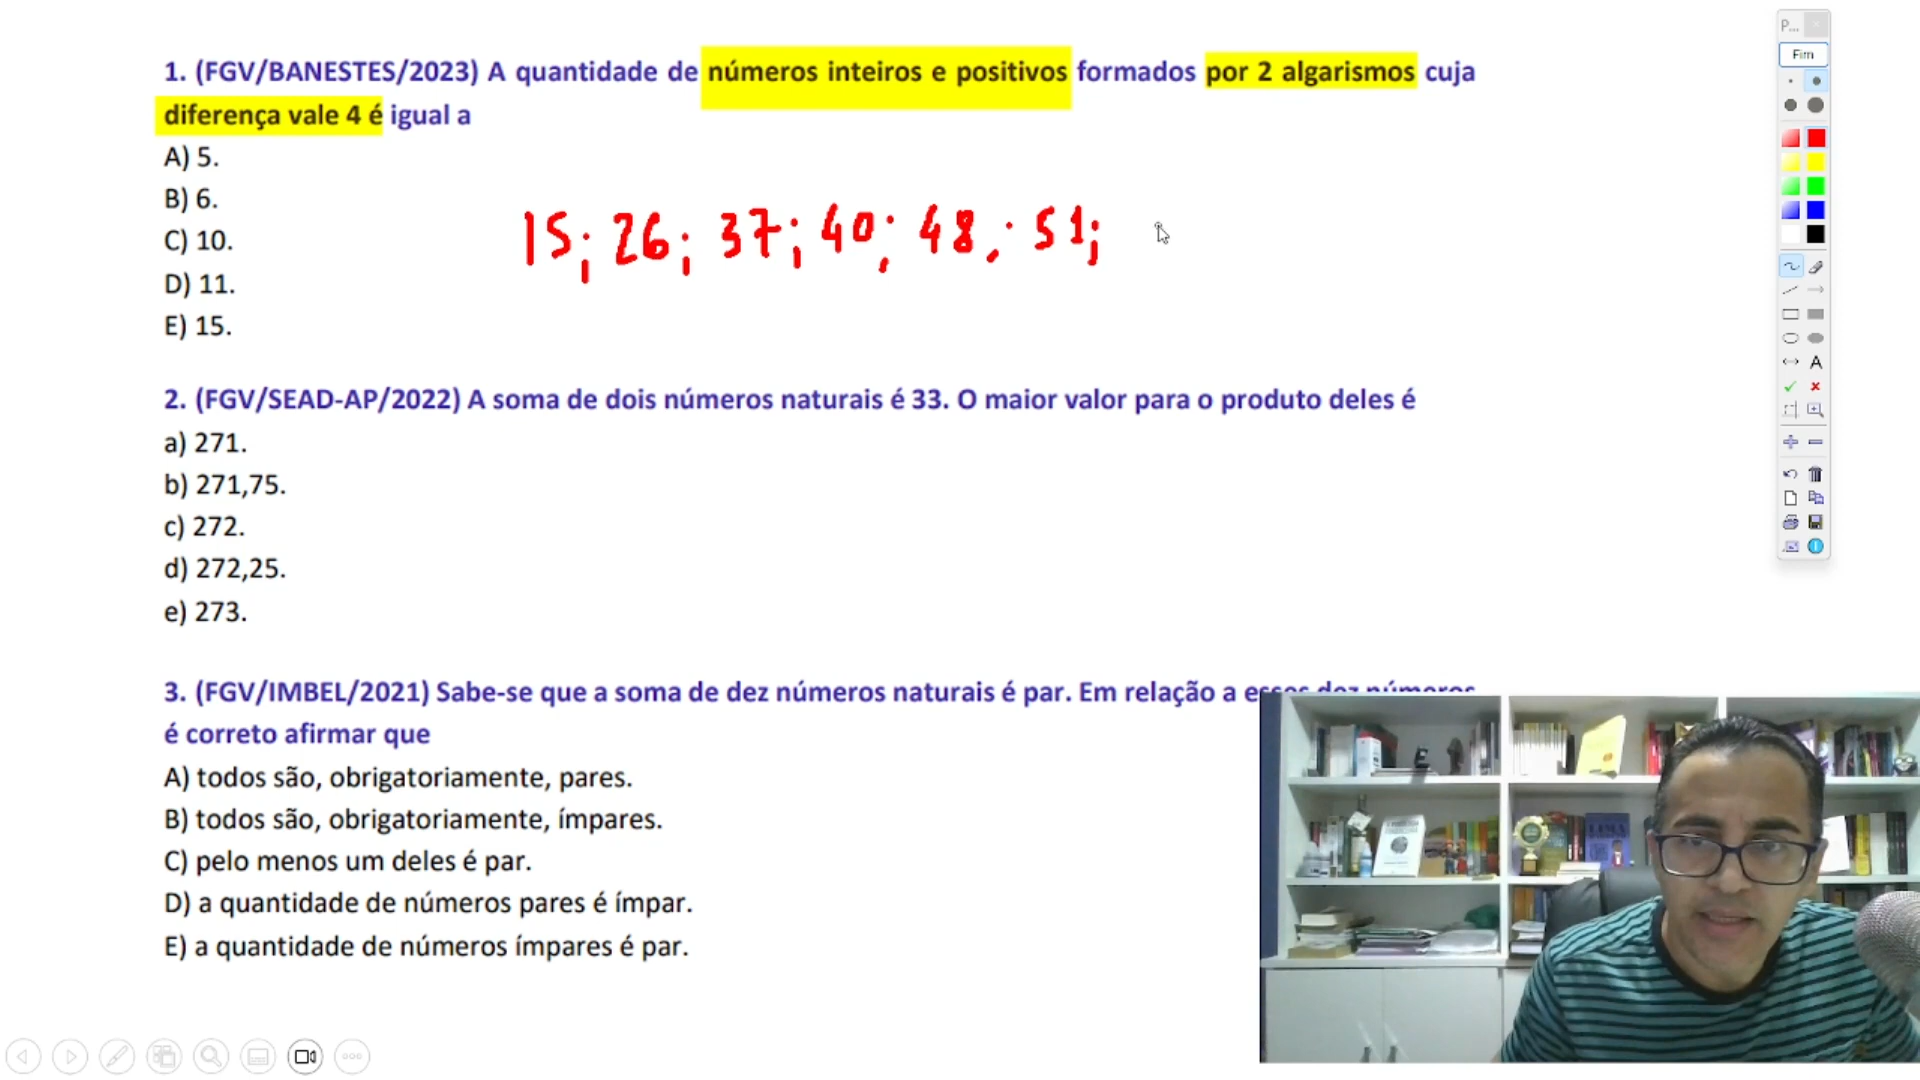 1. (FGV/BANESTES/2023) A quantidade de números inteiros e positivos formados por 2 algarismos cuja
diferença vale 4 é igual a
A) 5.
B) 6.
C) 10.
D) 11.
E) 15.
15; 26; 37; 40; 48; 51;
2. (FGV/SEAD-AP/2022) A soma de dois números naturais é 33. O maior valor para o produto deles é
a) 271.
b) 271,75.
c) 272.
d) 272,25.
e) 273.
3. (FGV/IMBEL/2021) Sabe-se que a soma de dez números naturais é par. Em relação a esses dez números
é correto afirmar que
A) todos são, obrigatoriamente, pares.
B) todos são, obrigatoriamente, ímpares.
C) pelo menos um deles é par.
D) a quantidade de números pares é ímpar.
E) a quantidade de números ímpares é par.
P...
Fim
A